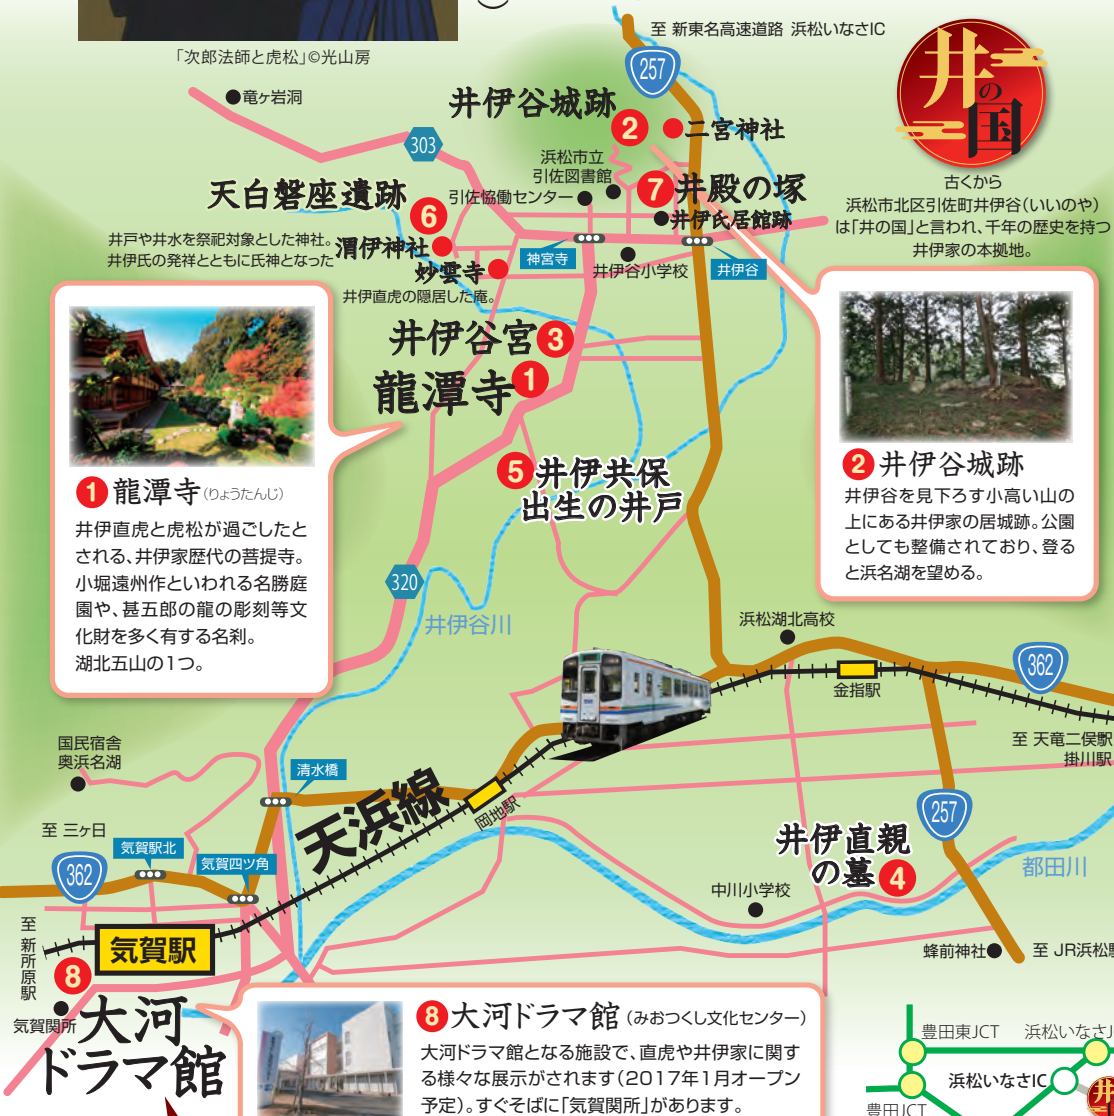 「次郎法師と虎松」©光山房
至 新東名高速道路 浜松いなさIC
257
井の国
古くから
浜松市北区引佐町井伊谷(いいのや)
は「井の国」と言われ、千年の歴史を持つ
井伊家の本拠地。
竜ヶ岩洞
303
井伊谷城跡
2
二宮神社
浜松市立
引佐図書館
引佐協働センター
7 井殿の塚
井伊氏居館跡
天白磐座遺跡
6
井戸や井水を祭祀対象とした神社。
井伊氏の発祥とともに氏神となった
渭伊神社
妙雲寺
井伊直虎の隠居した庵。
神宮寺
井伊谷小学校
井伊谷
井伊谷宮 3
龍潭寺 1
5 井伊共保
出生の井戸
1 龍潭寺(りょうたんじ)
井伊直虎と虎松が過ごしたと
される、井伊家歴代の菩提寺。
小堀遠州作といわれる名勝庭
園や、甚五郎の龍の彫刻等文
化財を多く有する名刹。
湖北五山の1つ。
2 井伊谷城跡
井伊谷を見下ろす小高い山の
上にある井伊家の居城跡。公園
としても整備されており、登る
と浜名湖を望める。
320
井伊谷川
浜松湖北高校
金指駅
362
至 天竜二俣駅
掛川駅
国民宿舎
奥浜名湖
清水橋
天浜線
岡地駅
257
至 三ヶ日
362
気賀駅北
気賀四ツ角
井伊直親
の墓 4
都田川
中川小学校
蜂前神社
至 JR浜松駅
至 新所原駅
気賀駅
8
気賀関所
大河
ドラマ館
8 大河ドラマ館(みおつくし文化センター)
大河ドラマ館となる施設で、直虎や井伊家に関す
る様々な展示がされます(2017年1月オープン
予定)。すぐそばに「気賀関所」があります。
豊田東JCT
浜松いなさJ
浜松いなさIC
豊田JCT
井